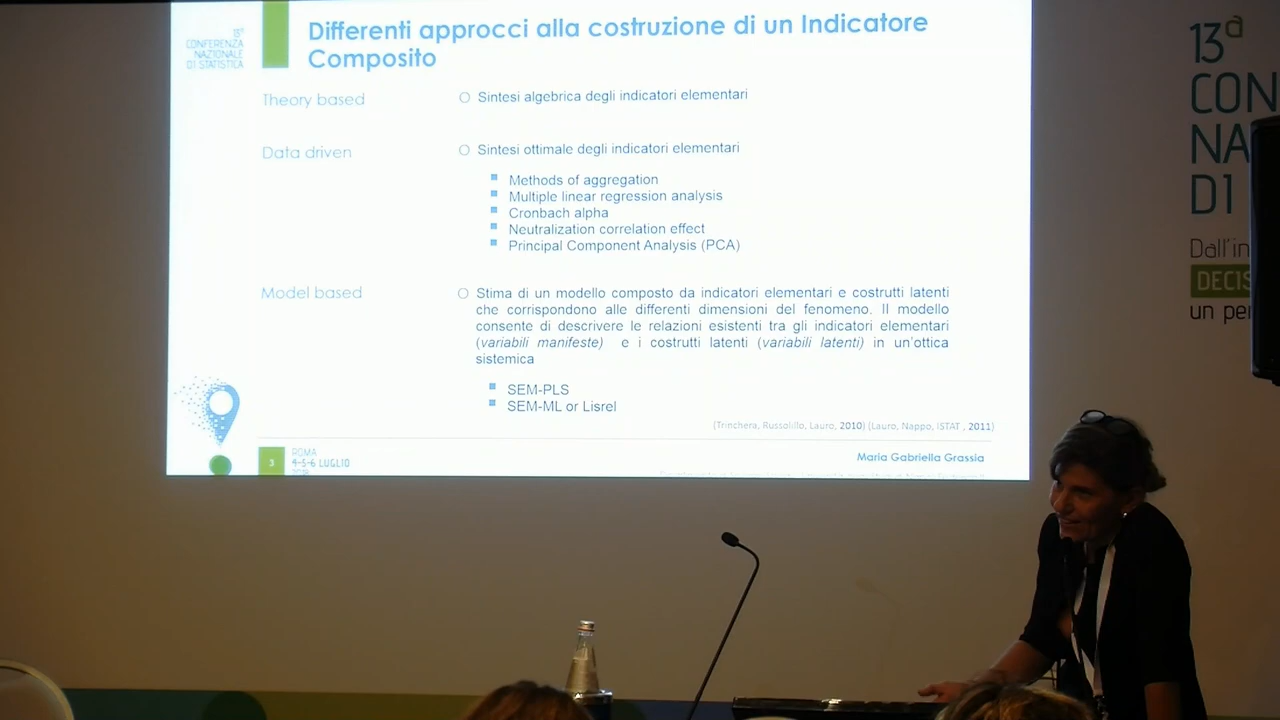 13ª
CONFERENZA
NAZIONALE
DI STATISTICA
Differenti approcci alla costruzione di un Indicatore
Composito
Theory based
○ Sintesi algebrica degli indicatori elementari
Data driven
○ Sintesi ottimale degli indicatori elementari
Methods of aggregation
Multiple linear regression analysis
Cronbach alpha
Neutralization correlation effect
Principal Component Analysis (PCA)
Model based
○ Stima di un modello composto da indicatori elementari e costrutti latenti
che corrispondono alle differenti dimensioni del fenomeno. Il modello
consente di descrivere le relazioni esistenti tra gli indicatori elementari
(variabili manifeste) e i costrutti latenti (variabili latenti) in un'ottica
sistemica
SEM-PLS
SEM-ML or Lisrel
(Trinchera, Russolillo, Lauro, 2010) (Lauro, Nappo, ISTAT , 2011)
3
ROMA
4-5-6 LUGLIO
2018
Maria Gabriella Grassia
13ª
CON
NA
DI
Dall'in
DECIS
un pe